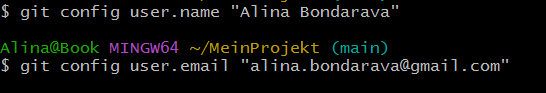 $ git config user.name "Alina Bondarava"
Alina@Book MINGW64 ~/MeinProjekt (main)
$ git config user.email "alina.bondarava@gmail.com"